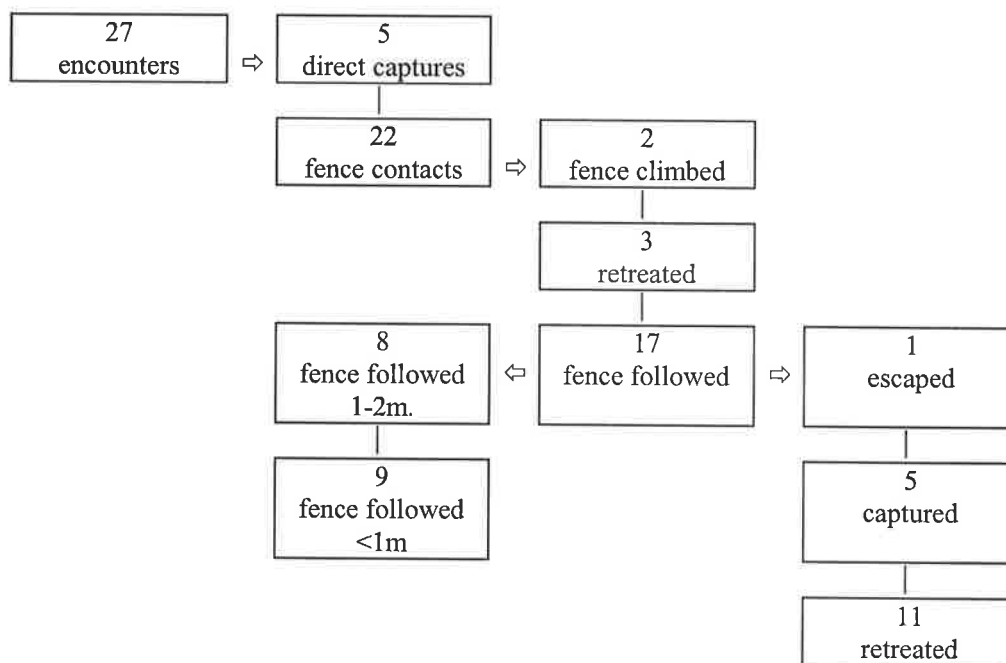 27
encounters
⇨
5
direct captures
22
fence contacts
⇨
2
fence climbed
3
retreated
17
fence followed
⇦
8
fence followed
1-2m.
9
fence followed
<1m
⇨
1
escaped
5
captured
11
retreated